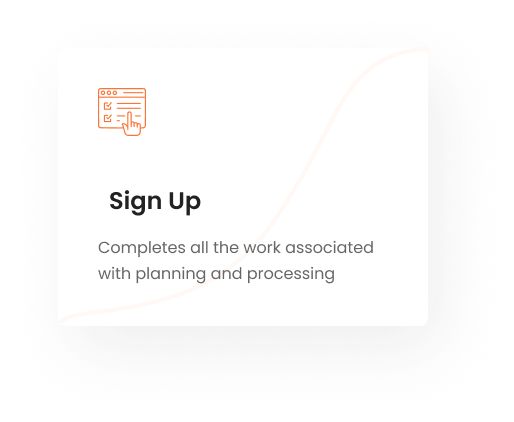 Sign Up
Completes all the work associated
with planning and processing